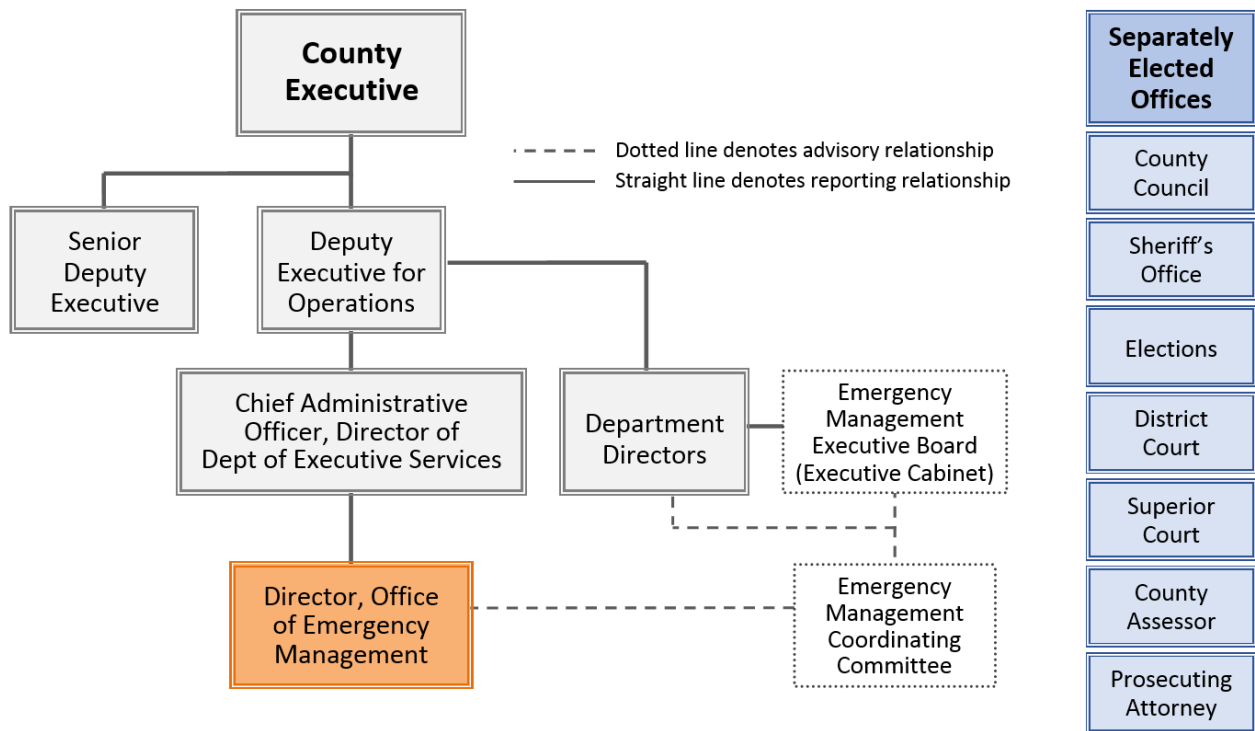 County
Executive
Dotted line denotes advisory relationship
Straight line denotes reporting relationship
Senior
Deputy
Executive
Deputy
Executive for
Operations
Chief Administrative
Officer, Director of
Dept of Executive Services
Department
Directors
Emergency
Management
Executive Board
(Executive Cabinet)
Director, Office
of Emergency
Management
Emergency
Management
Coordinating
Committee
Separately
Elected
Offices
County
Council
Sheriff’s
Office
Elections
District
Court
Superior
Court
County
Assessor
Prosecuting
Attorney